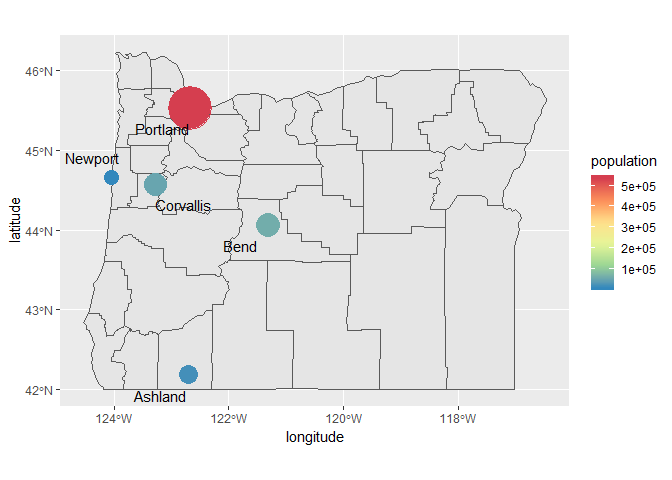 46°N
45°N
44°N
43°N
42°N
latitude
Portland
Newport
Corvallis
Bend
Ashland
124°W
122°W
120°W
118°W
longitude
population
5e+05
4e+05
3e+05
2e+05
1e+05